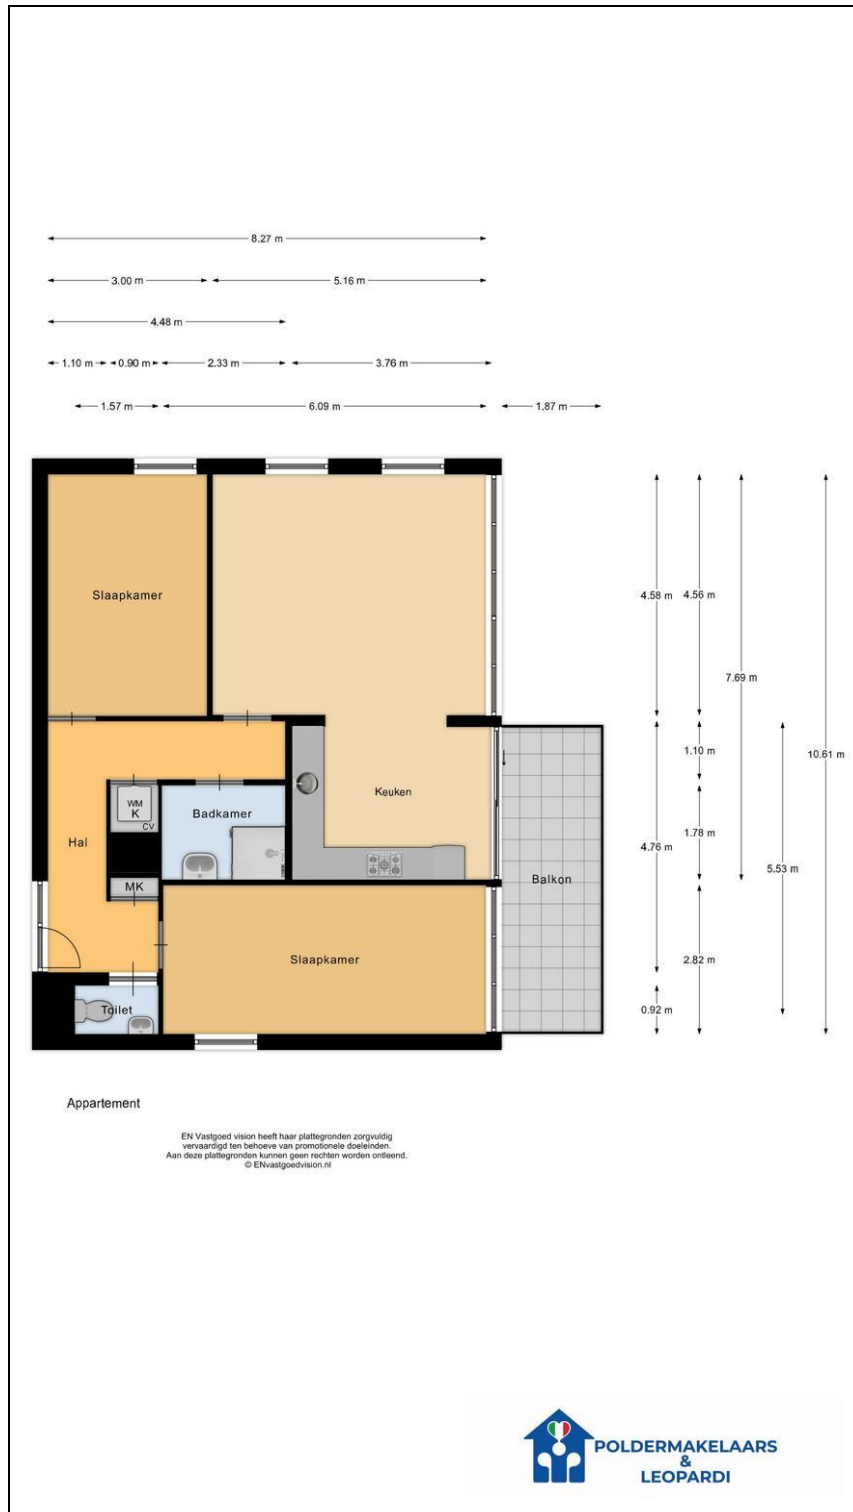 8.27 m
3.00 m
5.16 m
4.48 m
1.10 m
0.90 m
2.33 m
3.76 m
1.57 m
6.09 m
1.87 m
Slaapkamer
4.58 m
4.56 m
7.69 m
10.61 m
1.10 m
Keuken
WM
K
CV
Badkamer
Hal
1.78 m
4.76 m
5.53 m
MK
Balkon
Slaapkamer
2.82 m
Toilet
0.92 m
Appartement
EN Vastgoed vision heeft haar plattegronden zorgvuldig
vervaardigd ten behoeve van promotionele doeleinden.
Aan deze plattegronden kunnen geen rechten worden ontleend.
© ENvastgoedvision.nl
POLDERMAKELAARS
&
LEOPARDI